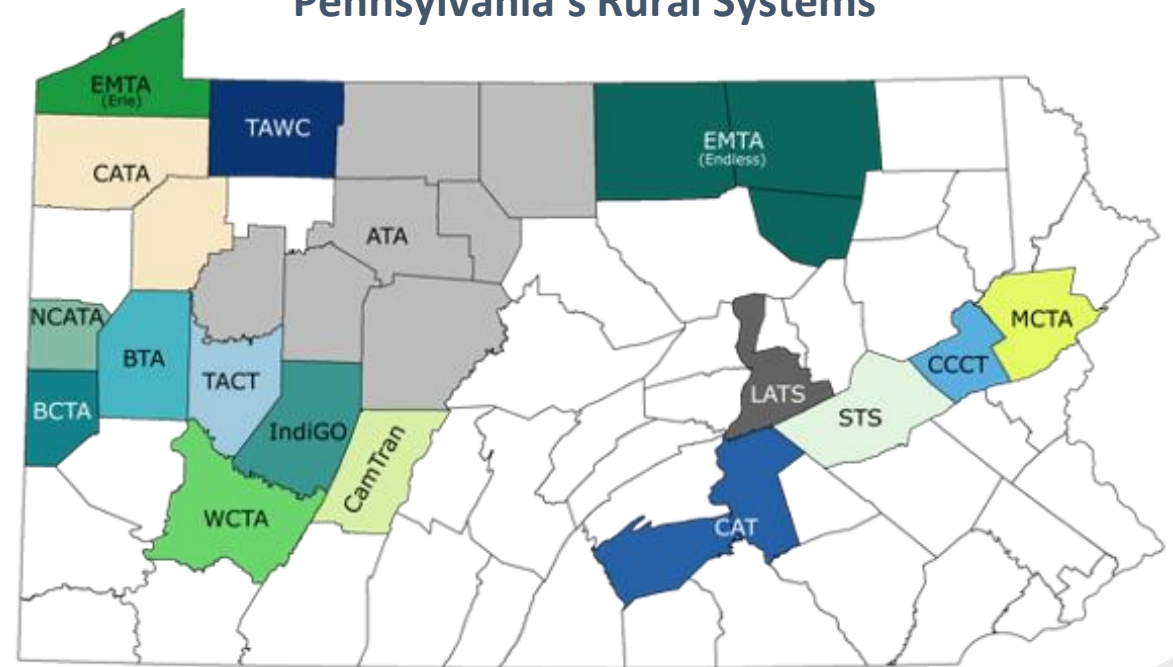 Pennsylvania's Rural Systems
EMTA
(Erie)
TAWC
EMTA
(Endless)
CATA
ATA
NCATA
MCTA
BTA
CCCT
TACT
LATS
BCTA
STS
IndiGO
CamTran
WCTA
CAT